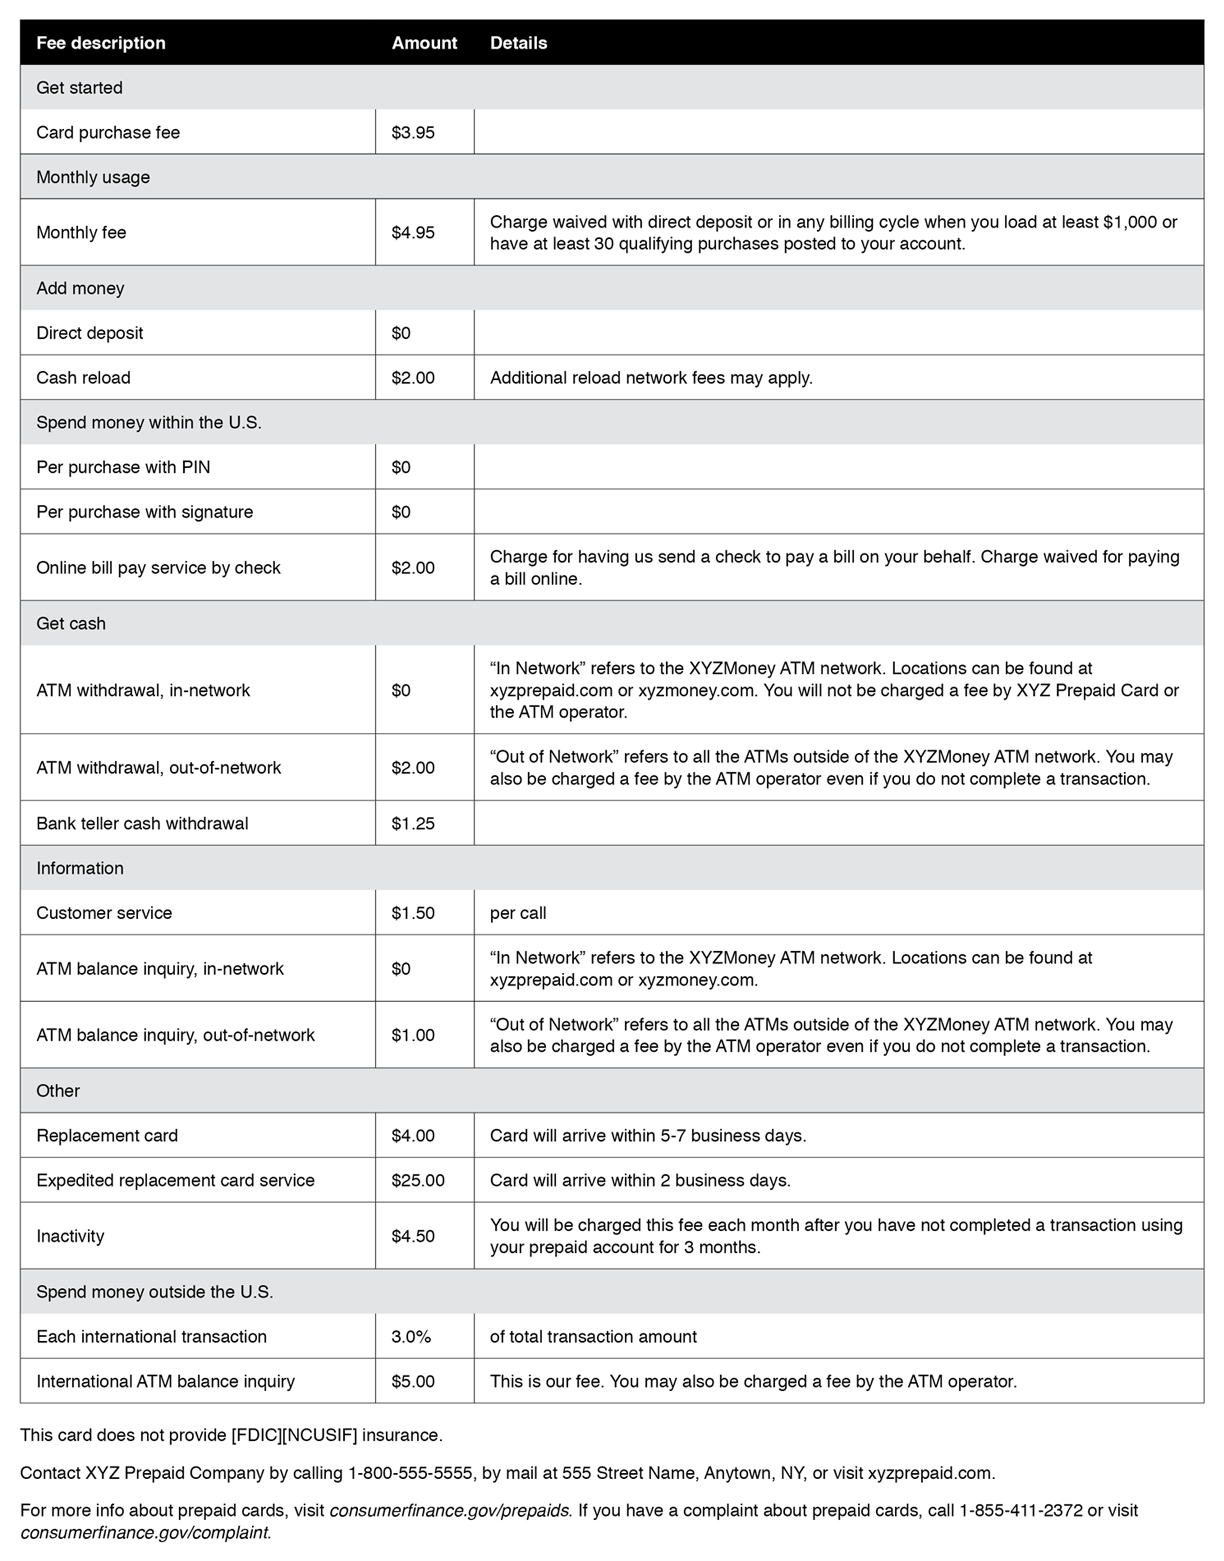 Fee description Amount Details
Get started
Card purchase fee $3.95
Monthly usage
Monthly fee $4.95 Charge waived with direct deposit or in any billing cycle when you load at least $1,000 or
have at least 30 qualifying purchases posted to your account.
Add money
Direct deposit $0
Cash reload $2.00 Additional reload network fees may apply.
Spend money within the U.S.
Per purchase with PIN $0
Per purchase with signature $0
Online bill pay service by check $2.00 Charge for having us send a check to pay a bill on your behalf. Charge waived for paying
a bill online.
Get cash
ATM withdrawal, in-network $0 “In Network” refers to the XYZMoney ATM network. Locations can be found at
xyzprepaid.com or xyzmoney.com. You will not be charged a fee by XYZ Prepaid Card or
the ATM operator.
ATM withdrawal, out-of-network $2.00 “Out of Network” refers to all the ATMs outside of the XYZMoney ATM network. You may
also be charged a fee by the ATM operator even if you do not complete a transaction.
Bank teller cash withdrawal $1.25
Information
Customer service $1.50 per call
ATM balance inquiry, in-network $0 “In Network” refers to the XYZMoney ATM network. Locations can be found at
xyzprepaid.com or xyzmoney.com.
ATM balance inquiry, out-of-network $1.00 “Out of Network” refers to all the ATMs outside of the XYZMoney ATM network. You may
also be charged a fee by the ATM operator even if you do not complete a transaction.
Other
Replacement card $4.00 Card will arrive within 5-7 business days.
Expedited replacement card service $25.00 Card will arrive within 2 business days.
Inactivity $4.50 You will be charged this fee each month after you have not completed a transaction using
your prepaid account for 3 months.
Spend money outside the U.S.
Each international transaction 3.0% of total transaction amount
International ATM balance inquiry $5.00 This is our fee. You may also be charged a fee by the ATM operator.
This card does not provide [FDIC][NCUSIF] insurance.
Contact XYZ Prepaid Company by calling 1-800-555-5555, by mail at 555 Street Name, Anytown, NY, or visit xyzprepaid.com.
For more info about prepaid cards, visit consumerfinance.gov/prepaids. If you have a complaint about prepaid cards, call 1-855-411-2372 or visit
consumerfinance.gov/complaint.